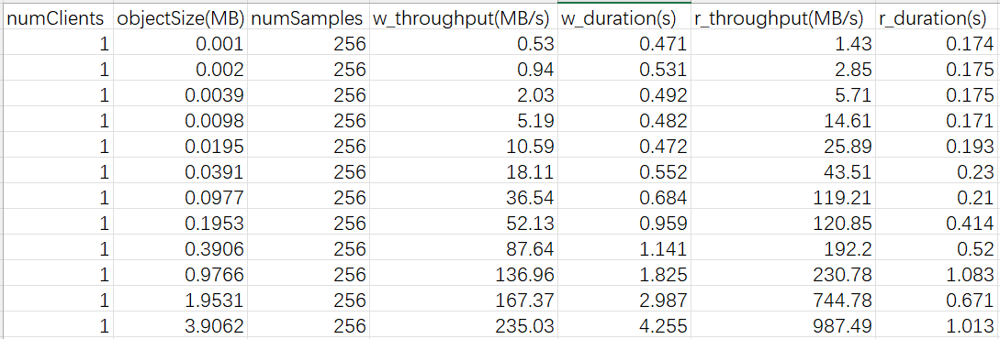 numClients objectSize(MB) numSamples w_throughput(MB/s) w_duration(s) r_throughput(MB/s) r_duration(s)
1 0.001 256 0.53 0.471 1.43 0.174
1 0.002 256 0.94 0.531 2.85 0.175
1 0.0039 256 2.03 0.492 5.71 0.175
1 0.0098 256 5.19 0.482 14.61 0.171
1 0.0195 256 10.59 0.472 25.89 0.193
1 0.0391 256 18.11 0.552 43.51 0.23
1 0.0977 256 36.54 0.684 119.21 0.21
1 0.1953 256 52.13 0.959 120.85 0.414
1 0.3906 256 87.64 1.141 192.2 0.52
1 0.9766 256 136.96 1.825 230.78 1.083
1 1.9531 256 167.37 2.987 744.78 0.671
1 3.9062 256 235.03 4.255 987.49 1.013